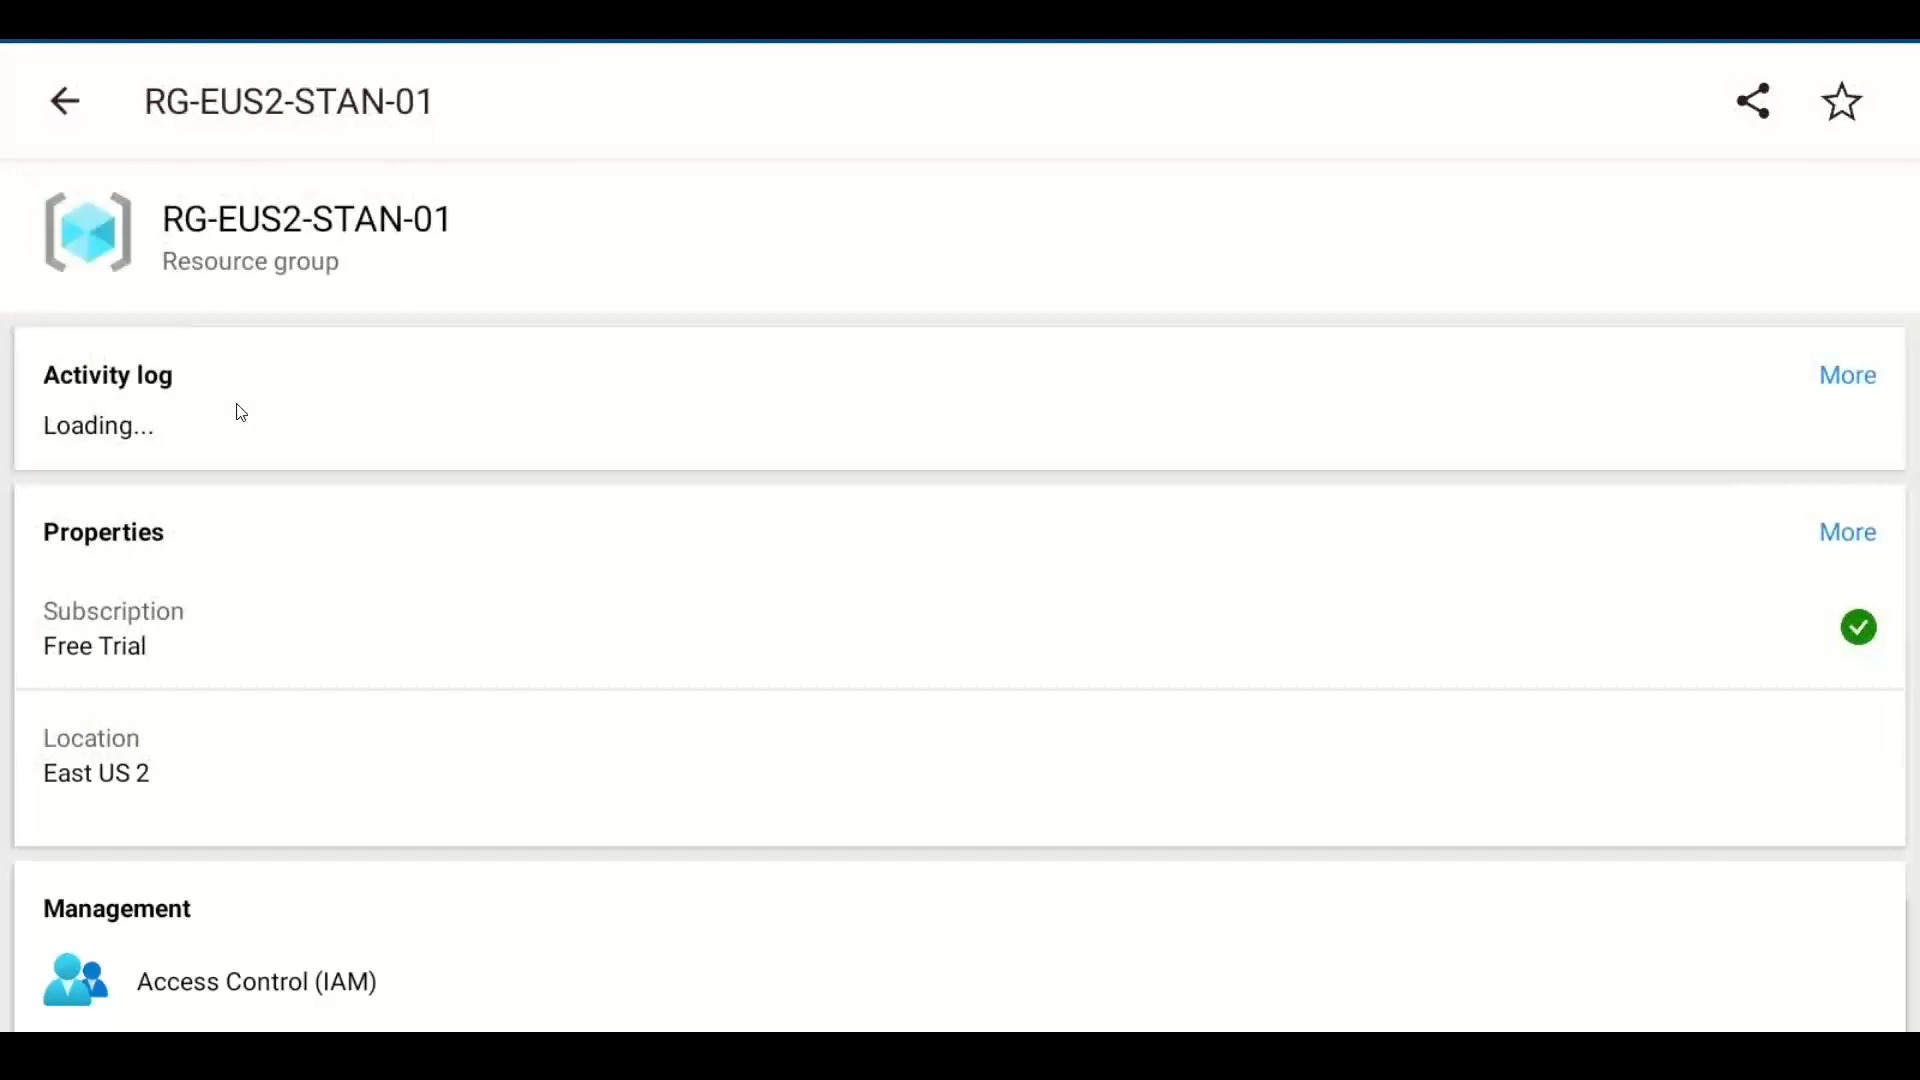 RG-EUS2-STAN-01
RG-EUS2-STAN-01
Resource group
Activity log
More
Loading...
Properties
More
Subscription
Free Trial
Location
East US 2
Management
Access Control (IAM)